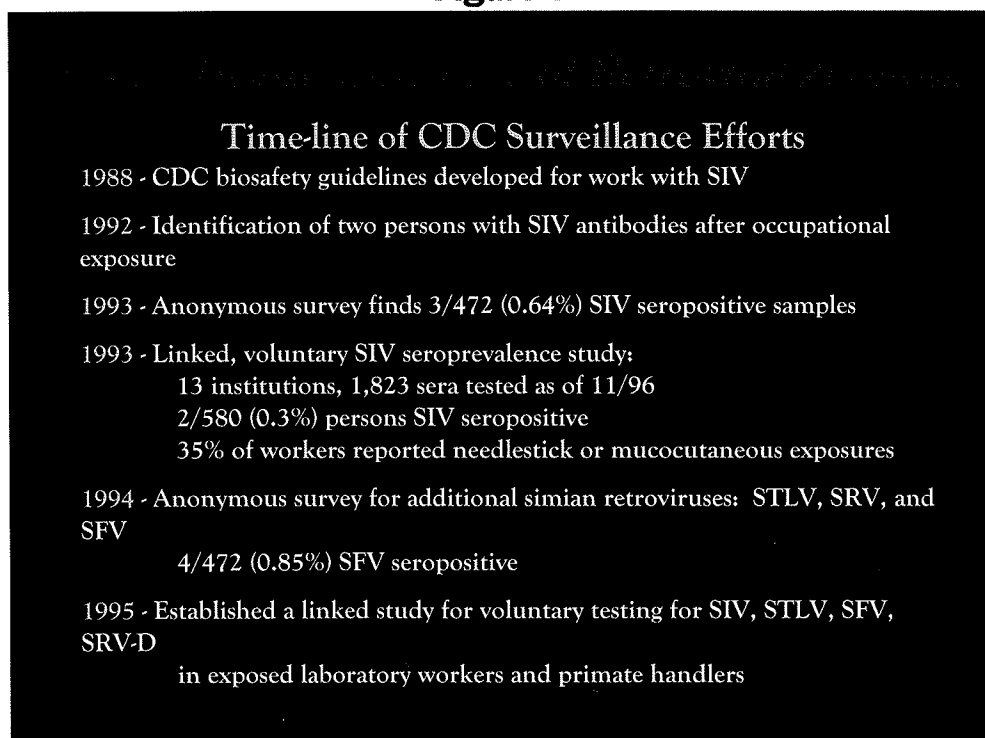 Time-line of CDC Surveillance Efforts
1988 - CDC biosafety guidelines developed for work with SIV
1992 - Identification of two persons with SIV antibodies after occupational
exposure
1993 - Anonymous survey finds 3/472 (0.64%) SIV seropositive samples
1993 - Linked, voluntary SIV seroprevalence study:
13 institutions, 1,823 sera tested as of 11/96
2/580 (0.3%) persons SIV seropositive
35% of workers reported needlestick or mucocutaneous exposures
1994 - Anonymous survey for additional simian retroviruses: STLV, SRV, and
SFV
4/472 (0.85%) SFV seropositive
1995 - Established a linked study for voluntary testing for SIV, STLV, SFV,
SRV-D
in exposed laboratory workers and primate handlers